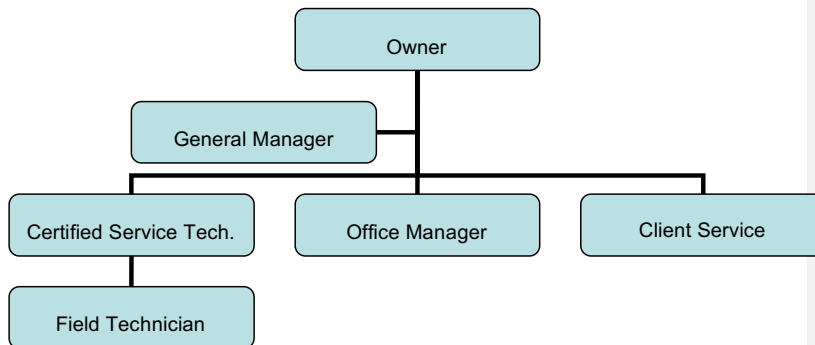 Owner
General Manager
Certified Service Tech.
Office Manager
Client Service
Field Technician